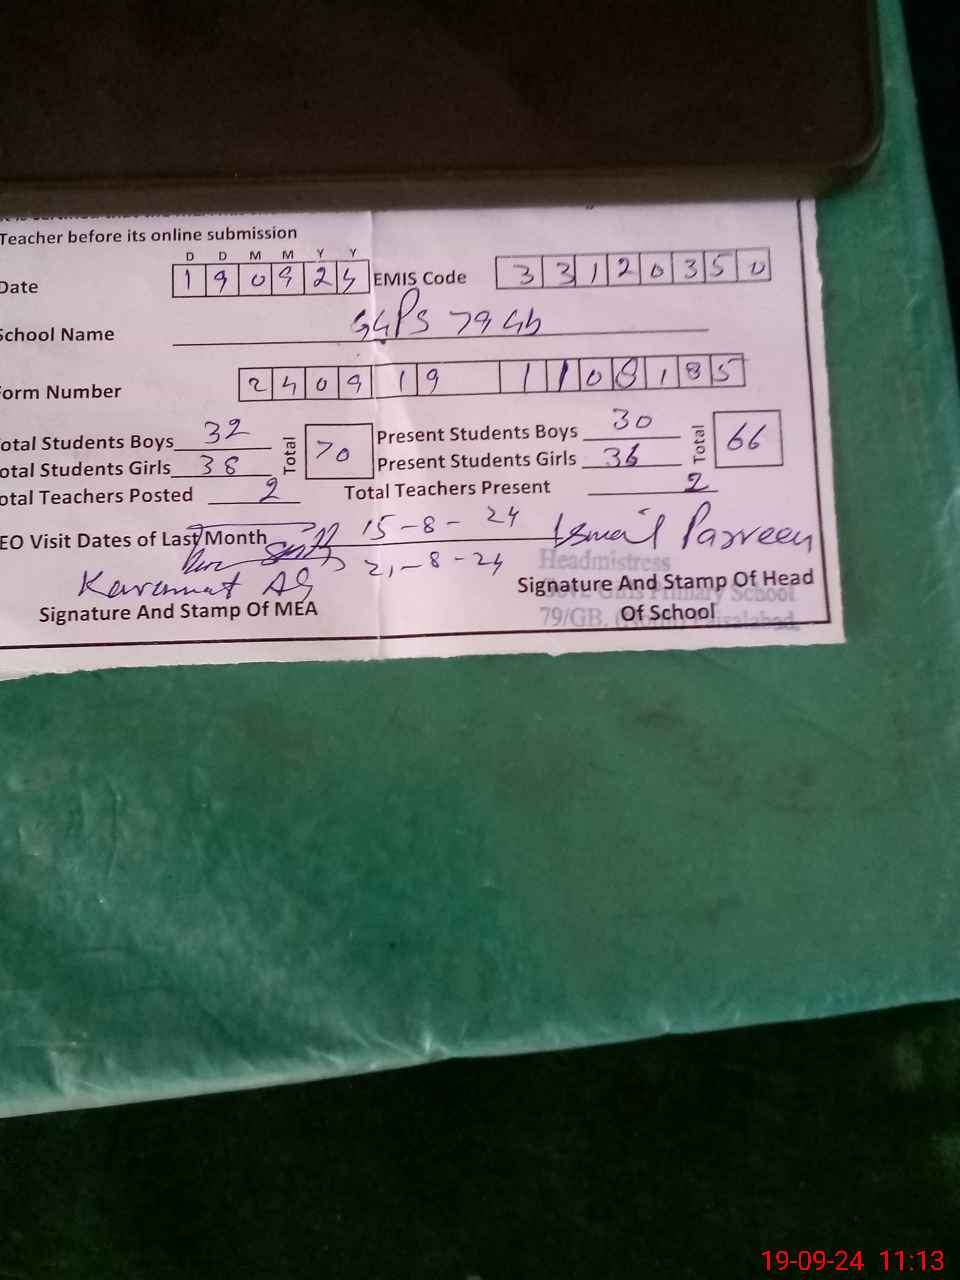 Teacher before its online submission
D D M M Y Y
Date 1 9 0 9 2 4 EMIS Code 3 3 1 2 0 3 5 0
School Name GGPS 79 Gb
Form Number 2 4 0 9 1 9 1 1 0 8 1 8 5
Total Students Boys 32 Total 70 Present Students Boys 30 Total 66
Total Students Girls 38 Present Students Girls 36
Total Teachers Posted 2 Total Teachers Present 2
EO Visit Dates of Last Month 15-8-24
21-8-24
Karamat Ali
Signature And Stamp Of MEA
Parveen
Headmistress
Govt. Girls Primary School
79/GB, Faisalabad.
Signature And Stamp Of Head
Of School
19-09-24 11:13